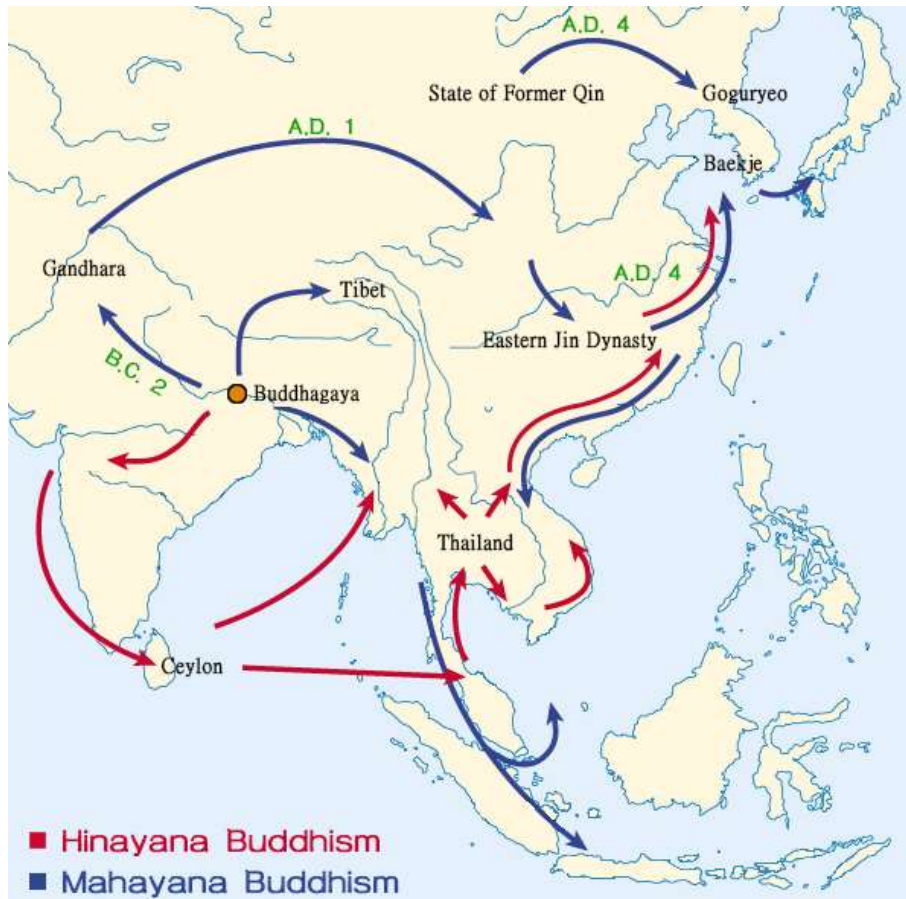 A.D. 4
State of Former Qin
Goguryeo
A.D. 1
Baekje
Gandhara
A.D. 4
Tibet
Eastern Jin Dynasty
B.C. 2
Buddhagaya
Thailand
Ceylon
Hinayana Buddhism
Mahayana Buddhism